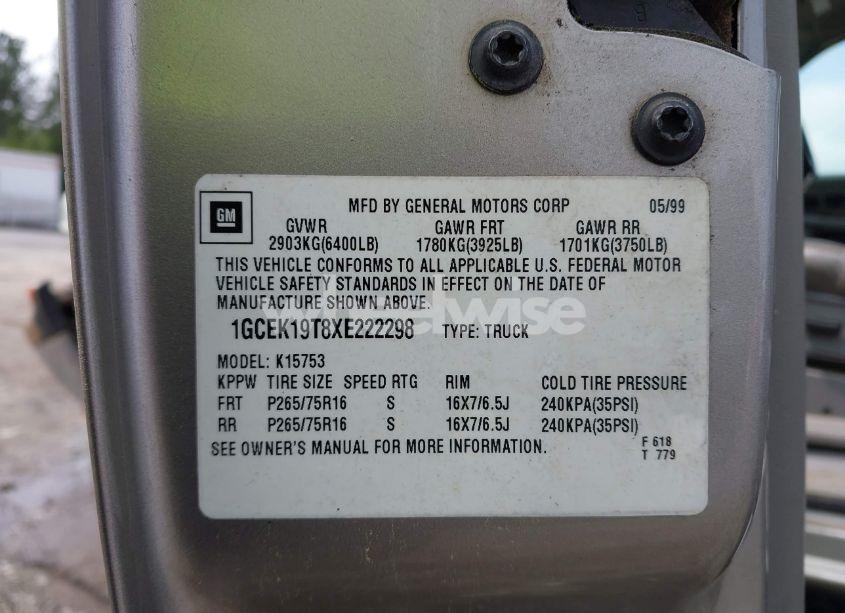 GM
MFD BY GENERAL MOTORS CORP 05/99
GVWR GAWR FRT GAWR RR
2903KG(6400LB) 1780KG(3925LB) 1701KG(3750LB)
THIS VEHICLE CONFORMS TO ALL APPLICABLE U.S. FEDERAL MOTOR
VEHICLE SAFETY STANDARDS IN EFFECT ON THE DATE OF
MANUFACTURE SHOWN ABOVE.
wheelwise
1GCEK19T8XE222298 TYPE: TRUCK
MODEL: K15753
KPPW TIRE SIZE SPEED RTG RIM COLD TIRE PRESSURE
FRT P265/75R16 S 16X7/6.5J 240KPA(35PSI)
RR P265/75R16 S 16X7/6.5J 240KPA(35PSI)
SEE OWNER'S MANUAL FOR MORE INFORMATION.
F 618
T 779